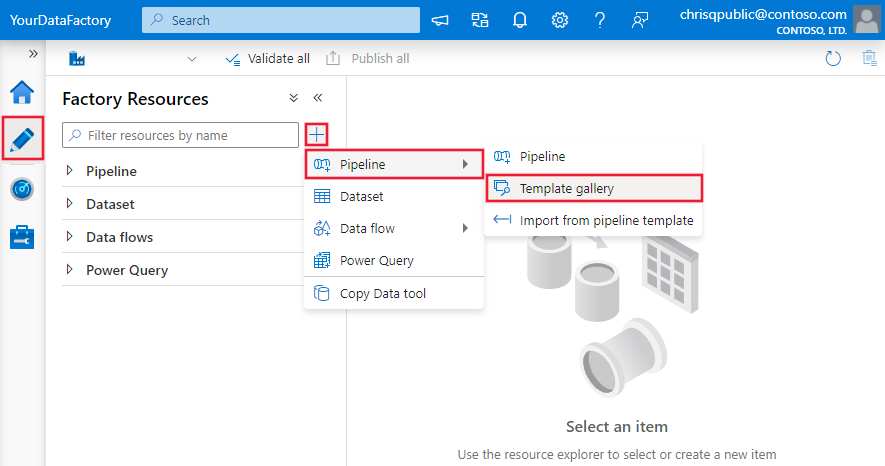 YourDataFactory
Search
chrisqpublic@contoso.com
CONTOSO, LTD.
Validate all
Publish all
Factory Resources
Filter resources by name
Pipeline
Dataset
Data flows
Power Query
Pipeline
Dataset
Data flow
Power Query
Copy Data tool
Pipeline
Template gallery
Import from pipeline template
Select an item
Use the resource explorer to select or create a new item